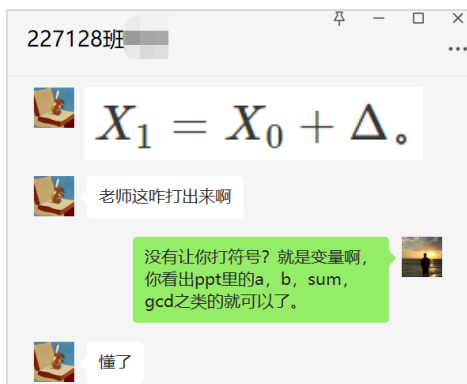 227128班
X₁ = X₀ + Δ。
老师这咋打出来啊
没有让你打符号？就是变量啊，
你看出ppt里的a，b，sum，
gcd之类的就可以了。
懂了